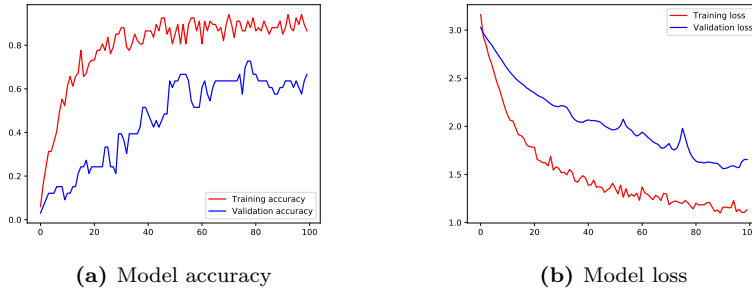 0.8
0.6
0.4
0.2
0.0
0 20 40 60 80 100
Training accuracy
Validation accuracy
(a) Model accuracy
3.0
2.5
2.0
1.5
1.0
0 20 40 60 80 100
Training loss
Validation loss
(b) Model loss